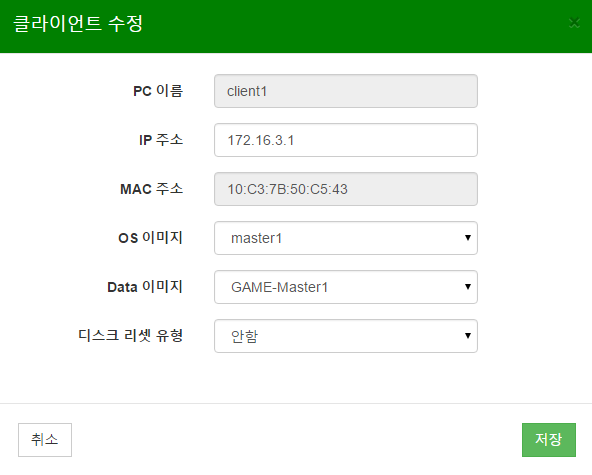 클라이언트 수정
×
PC 이름 client1
IP 주소 172.16.3.1
MAC 주소 10:C3:7B:50:C5:43
OS 이미지 master1
Data 이미지 GAME-Master1
디스크 리셋 유형 안함
취소 저장